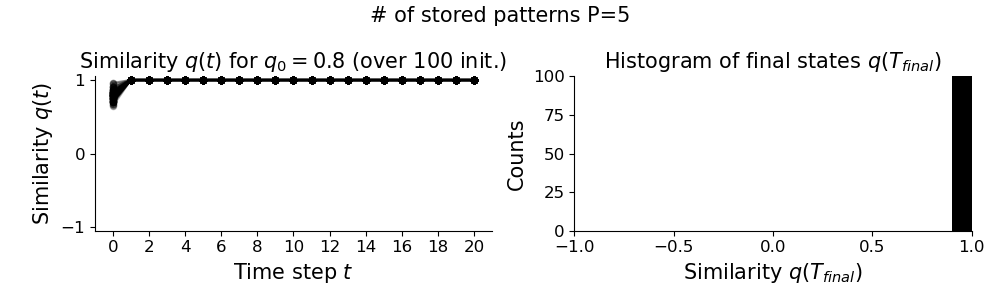 # of stored patterns P=5
Similarity q(t) for q₀ = 0.8 (over 100 init.)
1
0
−1
Similarity q(t)
0 2 4 6 8 10 12 14 16 18 20
Time step t
Histogram of final states q(T_final)
100
75
50
25
0
Counts
−1.0 −0.5 0.0 0.5 1.0
Similarity q(T_final)